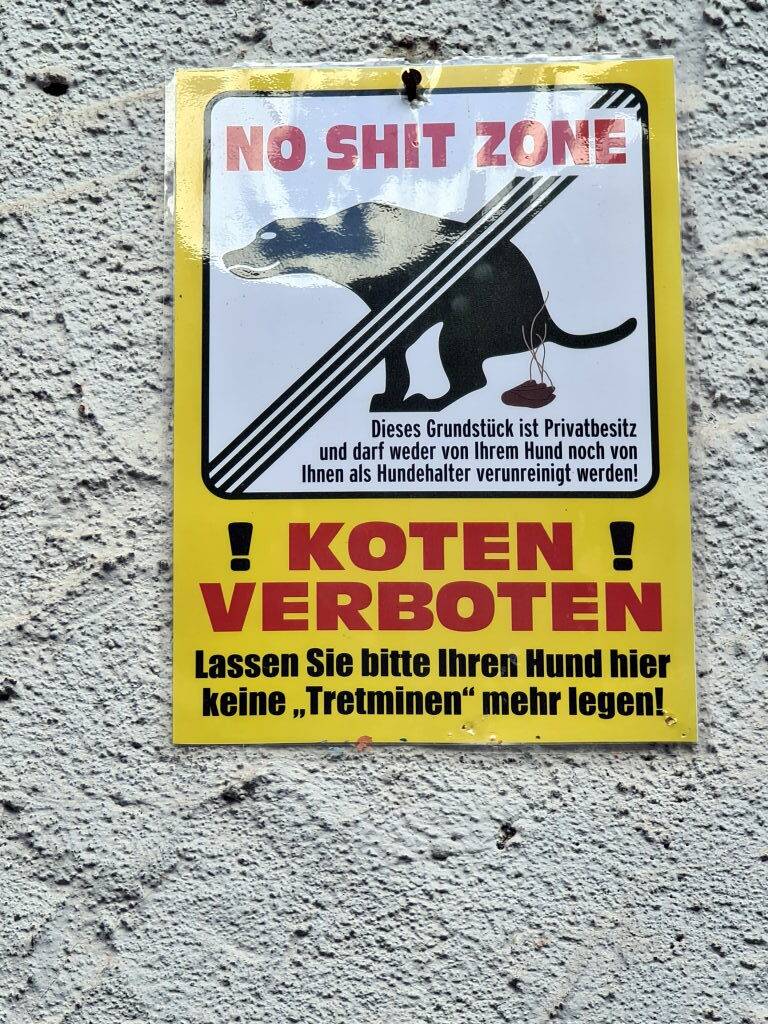 NO SHIT ZONE
Dieses Grundstück ist Privatbesitz
und darf weder von Ihrem Hund noch von
Ihnen als Hundehalter verunreinigt werden!
! KOTEN !
VERBOTEN
Lassen Sie bitte Ihren Hund hier
keine „Tretminen“ mehr legen!